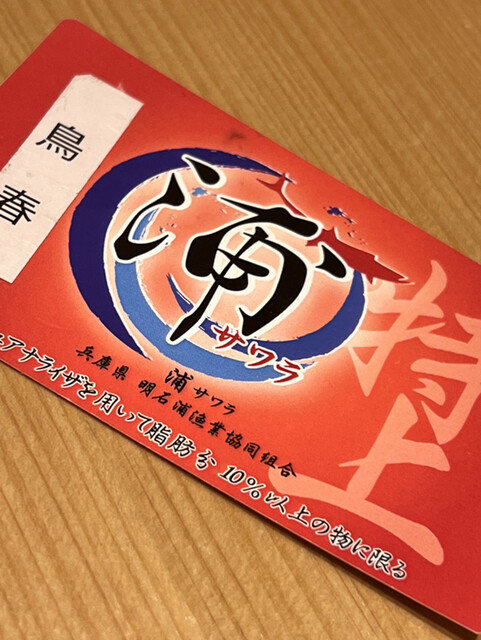 鳥春
浦
サワラ
特上
浦サワラ
兵庫県 明石浦漁業協同組合
アナライザを用いて脂肪分10%以上の物に限る